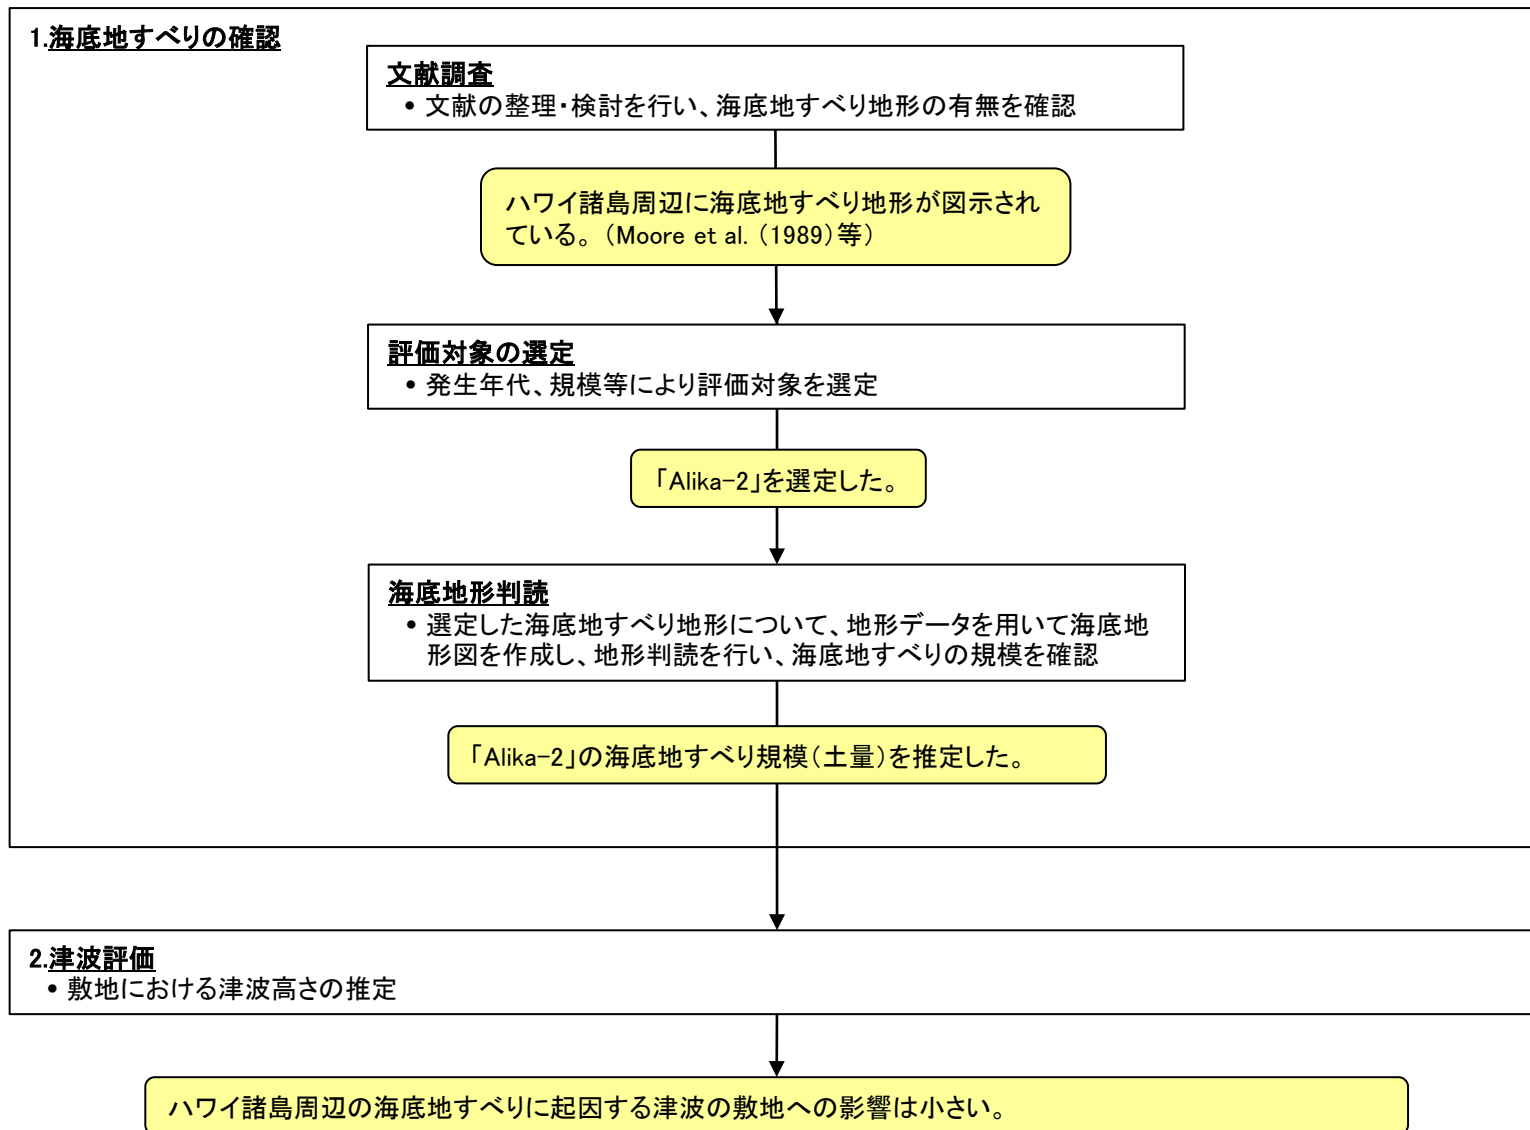 1.海底地すべりの確認
文献調査
• 文献の整理・検討を行い、海底地すべり地形の有無を確認
ハワイ諸島周辺に海底地すべり地形が図示され
ている。（Moore et al.（1989）等）
評価対象の選定
• 発生年代、規模等により評価対象を選定
「Alika-2」を選定した。
海底地形判読
• 選定した海底地すべり地形について、地形データを用いて海底地
形図を作成し、地形判読を行い、海底地すべりの規模を確認
「Alika-2」の海底地すべり規模（土量）を推定した。
2.津波評価
• 敷地における津波高さの推定
ハワイ諸島周辺の海底地すべりに起因する津波の敷地への影響は小さい。